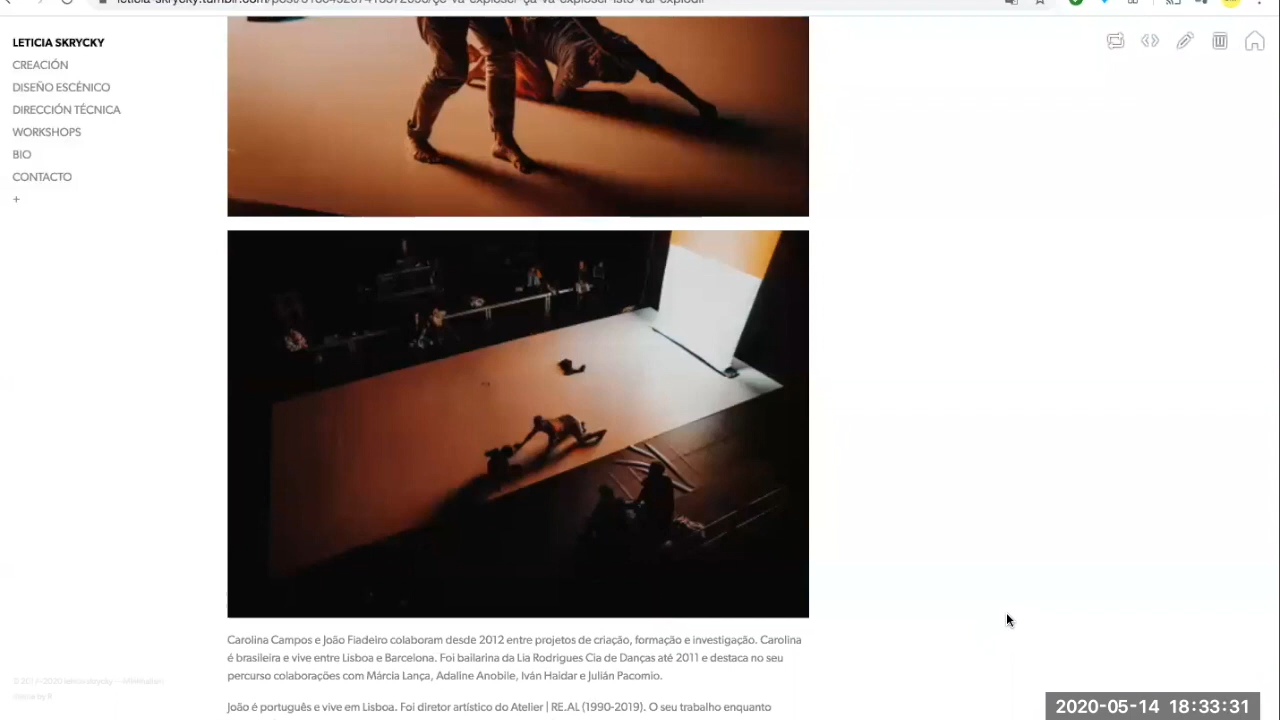 LETICIA SKRYCKY
CREACIÓN
DISEÑO ESCÉNICO
DIRECCIÓN TÉCNICA
WORKSHOPS
BIO
CONTACTO
+
Carolina Campos e João Fiadeiro colaboram desde 2012 entre projetos de criação, formação e investigação. Carolina
é brasileira e vive entre Lisboa e Barcelona. Foi bailarina da Lia Rodrigues Cia de Danças até 2011 e destaca no seu
percurso colaborações com Márcia Lança, Adaline Anobile, Iván Haidar e Julián Pacomio.
João é português e vive em Lisboa. Foi diretor artístico do Atelier | RE.AL (1990-2019). O seu trabalho enquanto
2020-05-14 18:33:31